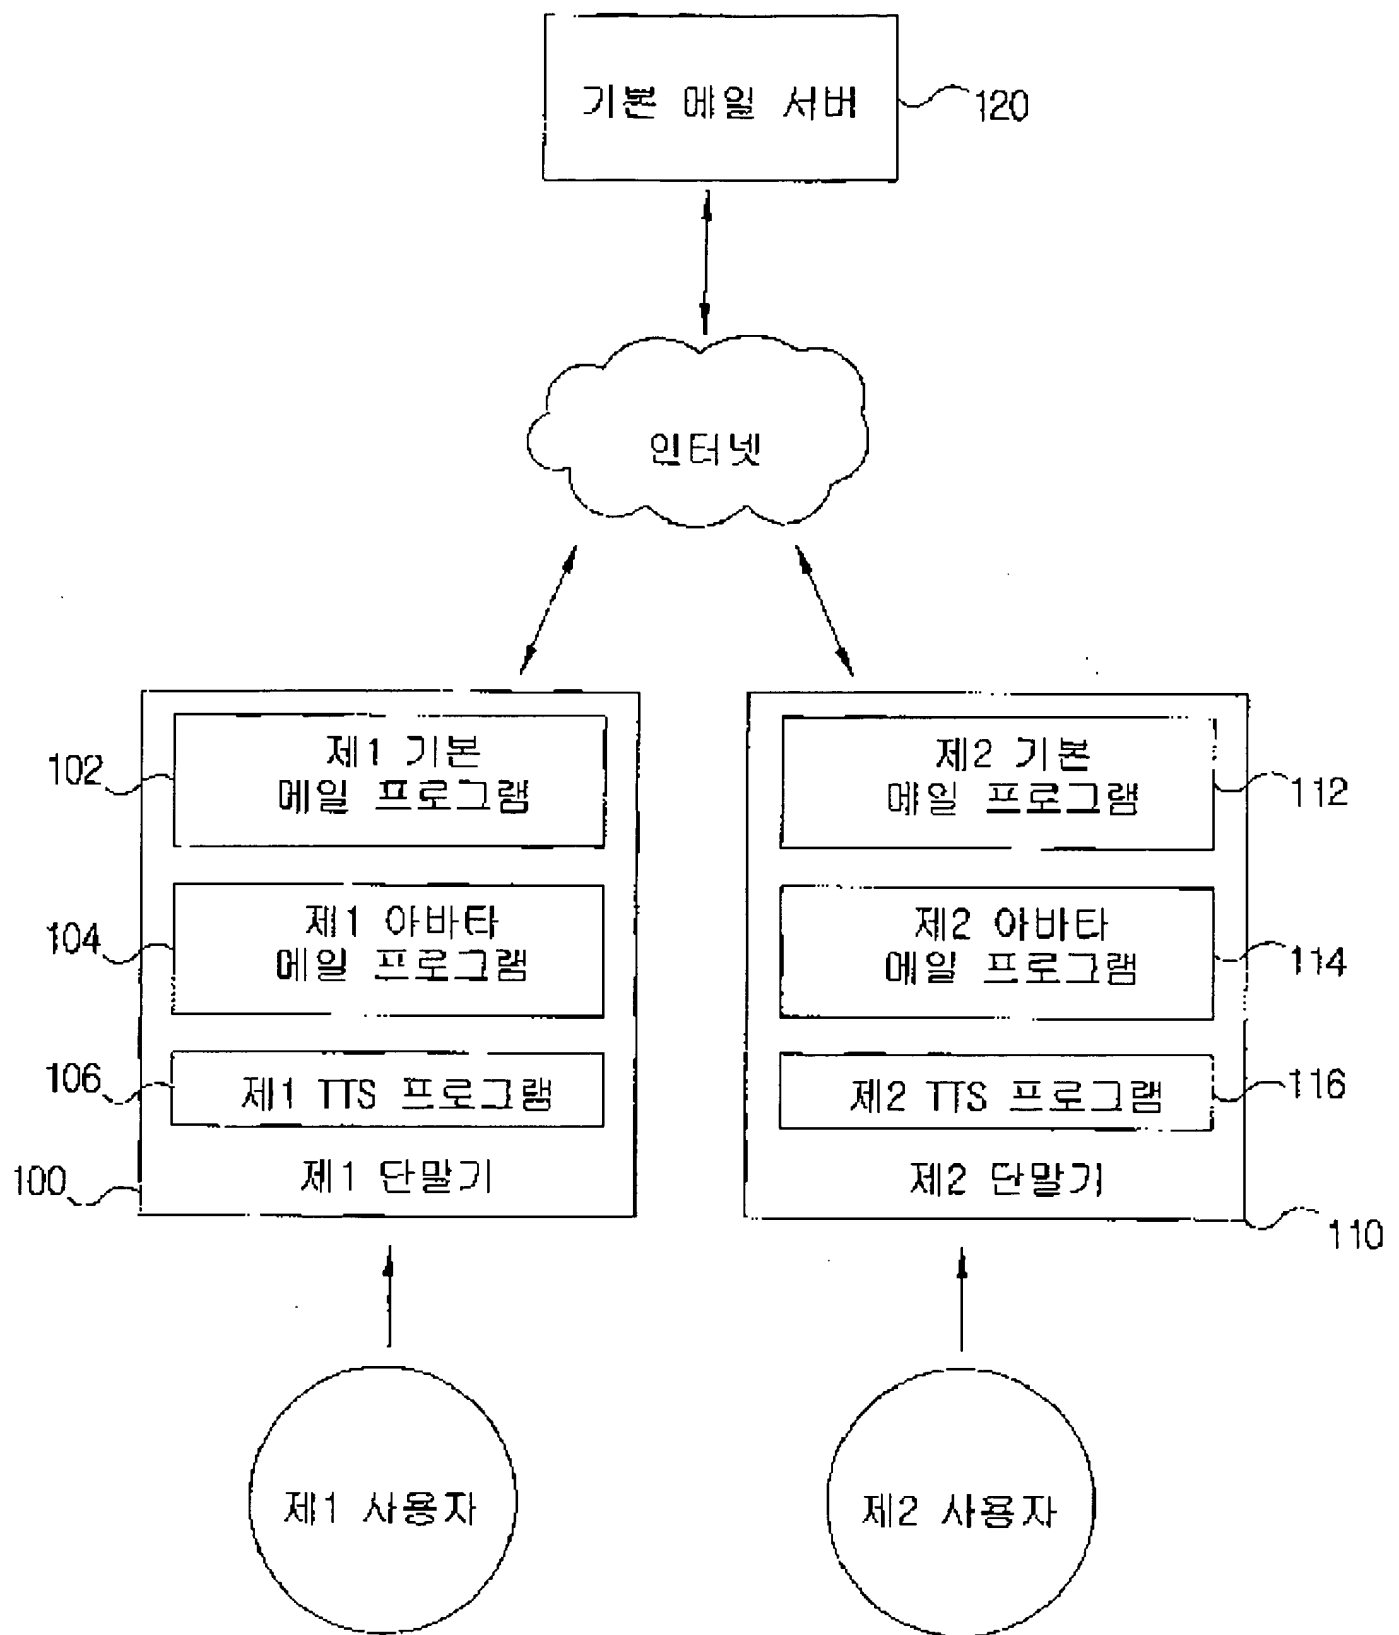 기본 메일 서버
120
인터넷
제1 기본
메일 프로그램
102
제1 아바타
메일 프로그램
104
제1 TTS 프로그램
106
제1 단말기
100
제2 기본
메일 프로그램
112
제2 아바타
메일 프로그램
114
제2 TTS 프로그램
116
제2 단말기
110
제1 사용자
제2 사용자